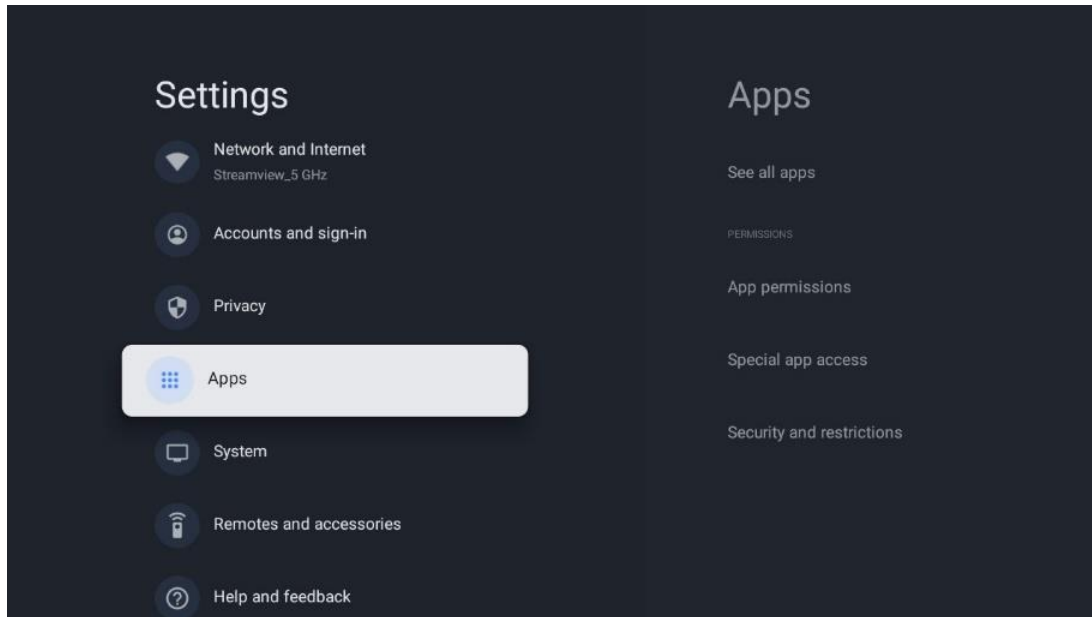 Settings
Network and Internet
Streamview_5 GHz
Accounts and sign-in
Privacy
Apps
System
Remotes and accessories
Help and feedback
Apps
See all apps
PERMISSIONS
App permissions
Special app access
Security and restrictions